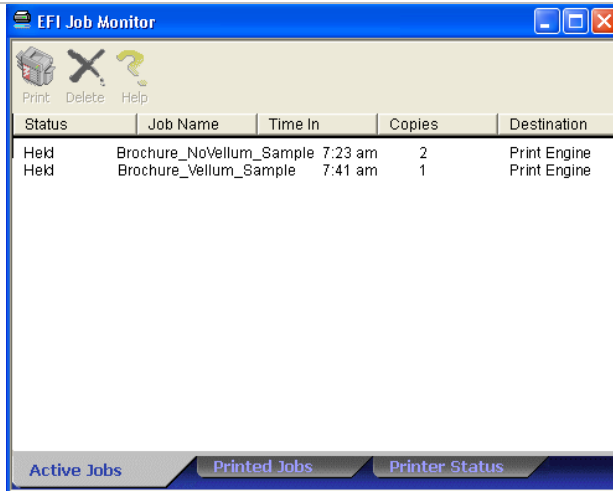 EFI Job Monitor
Print Delete Help
Status Job Name Time In Copies Destination
Held Brochure_NoVellum_Sample 7:23 am 2 Print Engine
Held Brochure_Vellum_Sample 7:41 am 1 Print Engine
Active Jobs Printed Jobs Printer Status